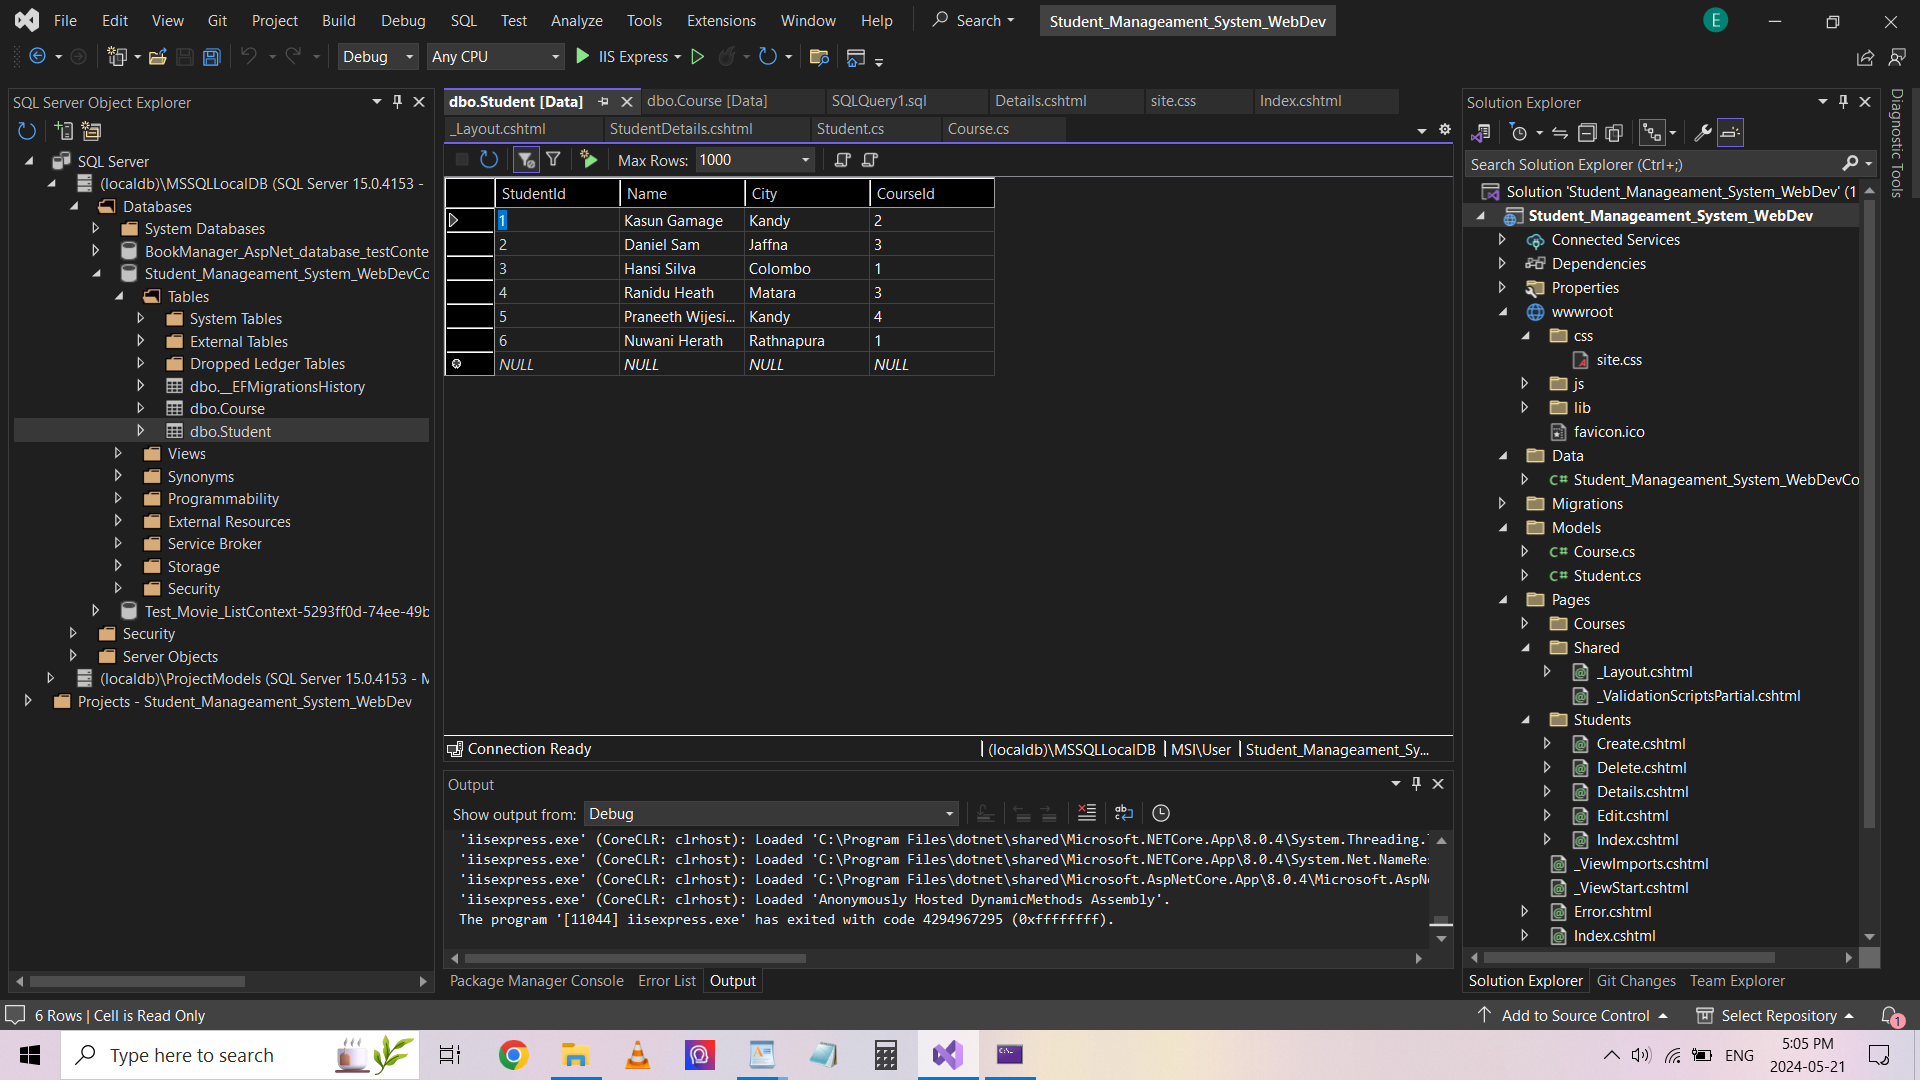 File Edit View Git Project Build Debug SQL Test Analyze Tools Extensions Window Help Search Student_Manageament_System_WebDev E
Debug Any CPU IIS Express
SQL Server Object Explorer
SQL Server
(localdb)\MSSQLLocalDB (SQL Server 15.0.4153 -
Databases
System Databases
BookManager_AspNet_database_testConte
Student_Manageament_System_WebDevCo
Tables
System Tables
External Tables
Dropped Ledger Tables
dbo.__EFMigrationsHistory
dbo.Course
dbo.Student
Views
Synonyms
Programmability
External Resources
Service Broker
Storage
Security
Test_Movie_ListContext-5293ff0d-74ee-49b
Security
Server Objects
(localdb)\ProjectModels (SQL Server 15.0.4153 - M
Projects - Student_Manageament_System_WebDev
dbo.Student [Data] dbo.Course [Data] SQLQuery1.sql Details.cshtml site.css Index.cshtml
_Layout.cshtml StudentDetails.cshtml Student.cs Course.cs
Max Rows: 1000
StudentId Name City CourseId
1 Kasun Gamage Kandy 2
2 Daniel Sam Jaffna 3
3 Hansi Silva Colombo 1
4 Ranidu Heath Matara 3
5 Praneeth Wijesi... Kandy 4
6 Nuwani Herath Rathnapura 1
NULL NULL NULL NULL
Connection Ready (localdb)\MSSQLLocalDB MSI\User Student_Manageament_Sy...
Output
Show output from: Debug
'iisexpress.exe' (CoreCLR: clrhost): Loaded 'C:\Program Files\dotnet\shared\Microsoft.NETCore.App\8.0.4\System.Threading.
'iisexpress.exe' (CoreCLR: clrhost): Loaded 'C:\Program Files\dotnet\shared\Microsoft.NETCore.App\8.0.4\System.Net.NameRe
'iisexpress.exe' (CoreCLR: clrhost): Loaded 'C:\Program Files\dotnet\shared\Microsoft.AspNetCore.App\8.0.4\Microsoft.AspN
'iisexpress.exe' (CoreCLR: clrhost): Loaded 'Anonymously Hosted DynamicMethods Assembly'.
The program '[11044] iisexpress.exe' has exited with code 4294967295 (0xffffffff).
Package Manager Console Error List Output
Solution Explorer
Search Solution Explorer (Ctrl+;)
Solution 'Student_Manageament_System_WebDev' (1
Student_Manageament_System_WebDev
Connected Services
Dependencies
Properties
wwwroot
css
site.css
js
lib
favicon.ico
Data
C# Student_Manageament_System_WebDevCo
Migrations
Models
C# Course.cs
C# Student.cs
Pages
Courses
Shared
_Layout.cshtml
_ValidationScriptsPartial.cshtml
Students
Create.cshtml
Delete.cshtml
Details.cshtml
Edit.cshtml
Index.cshtml
_ViewImports.cshtml
_ViewStart.cshtml
Error.cshtml
Index.cshtml
Solution Explorer Git Changes Team Explorer
Diagnostic Tools
6 Rows | Cell is Read Only Add to Source Control Select Repository 1
Type here to search ENG 5:05 PM
2024-05-21